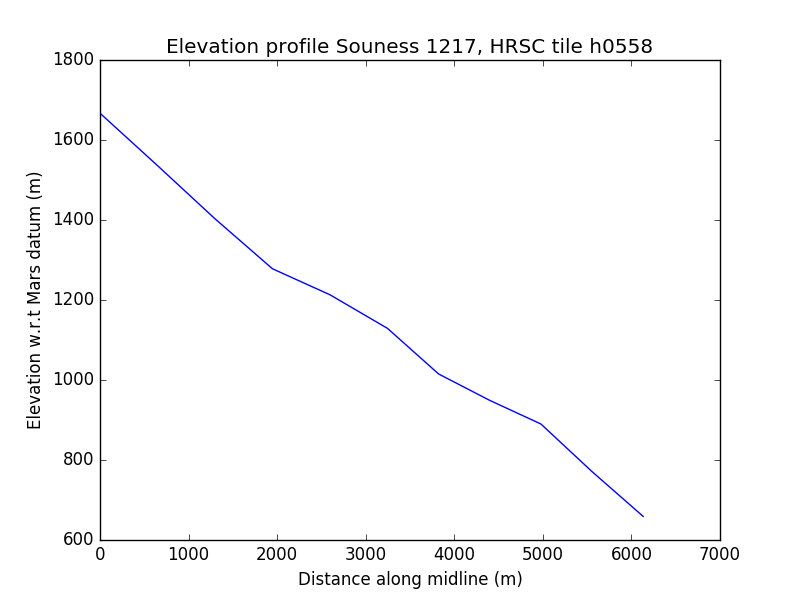 Elevation profile Souness 1217, HRSC tile h0558
1800
1600
1400
1200
1000
800
600
Elevation w.r.t Mars datum (m)
0 1000 2000 3000 4000 5000 6000 7000
Distance along midline (m)